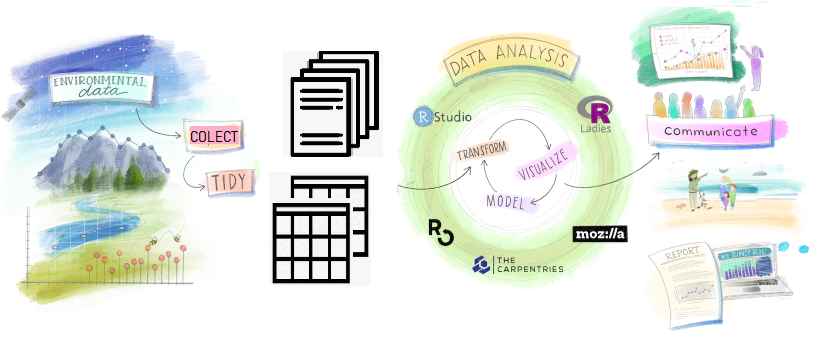 ENVIRONMENTAL
data
COLECT
TIDY
DATA ANALYSIS
R Studio
R
Ladies
TRANSFORM
VISUALIZE
MODEL
moz://a
THE
CARPENTRIES
Communicate
REPORT